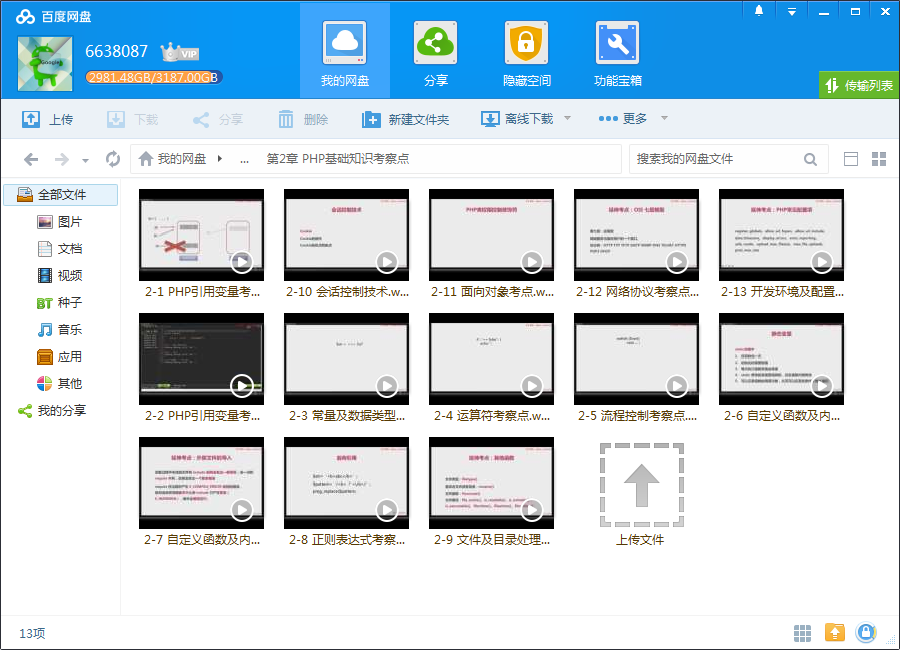 百度网盘
6638087
VIP
2981.48GB/3187.00GB
我的网盘
分享
隐藏空间
功能宝箱
传输列表
上传
下载
分享
删除
新建文件夹
离线下载
更多
我的网盘
...
第2章 PHP基础知识考察点
搜索我的网盘文件
全部文件
图片
文档
视频
BT 种子
音乐
应用
其他
我的分享
会话控制技术
2-1 PHP引用变量考...
2-10 会话控制技术.w...
2-11 面向对象考点.w...
2-12 网络协议考察点...
2-13 开发环境及配置...
2-2 PHP引用变量考...
2-3 常量及数据类型...
2-4 运算符考察点.w...
2-5 流程控制考察点....
2-6 自定义函数及内...
2-7 自定义函数及内...
2-8 正则表达式考察...
2-9 文件及目录处理...
上传文件
13项